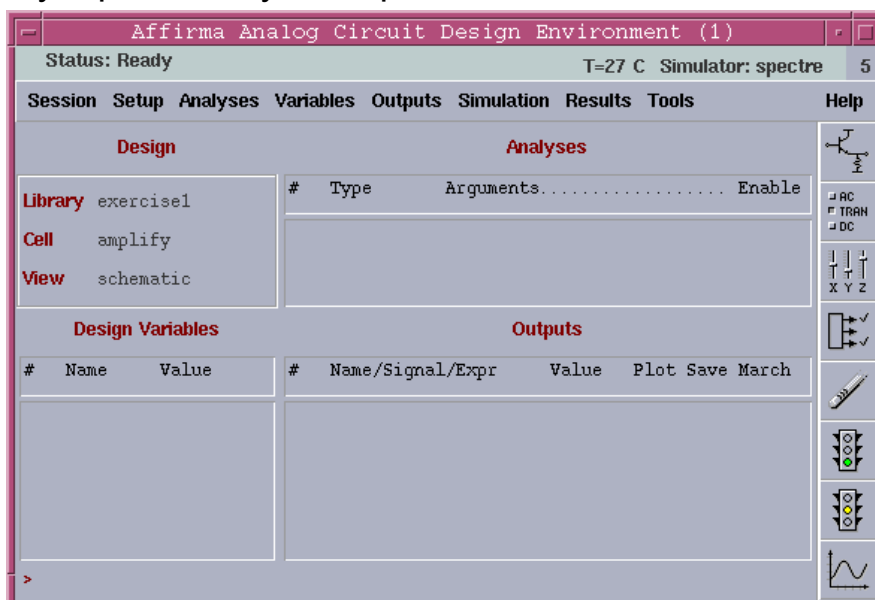 Affirma Analog Circuit Design Environment (1)
Status: Ready T=27 C Simulator: spectre 5
Session Setup Analyses Variables Outputs Simulation Results Tools Help
Design
Analyses
Library exercise1
Cell amplify
View schematic
# Type Arguments................... Enable
Design Variables
Outputs
# Name Value
# Name/Signal/Expr Value Plot Save March
AC
TRAN
DC
X Y Z
>